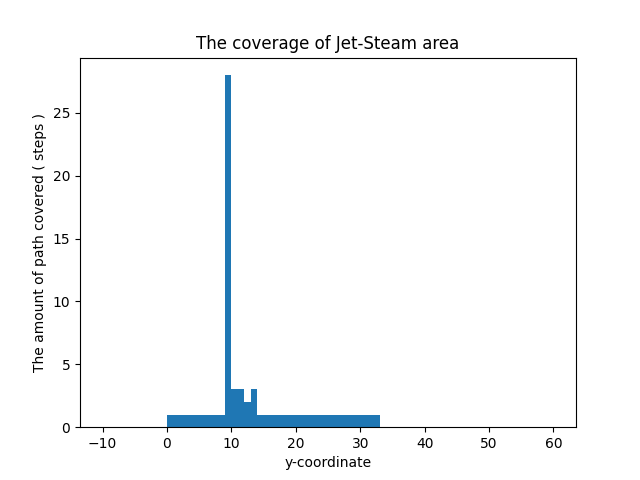 The coverage of Jet-Steam area
The amount of path covered ( steps )
25
20
15
10
5
0
−10 0 10 20 30 40 50 60
y-coordinate